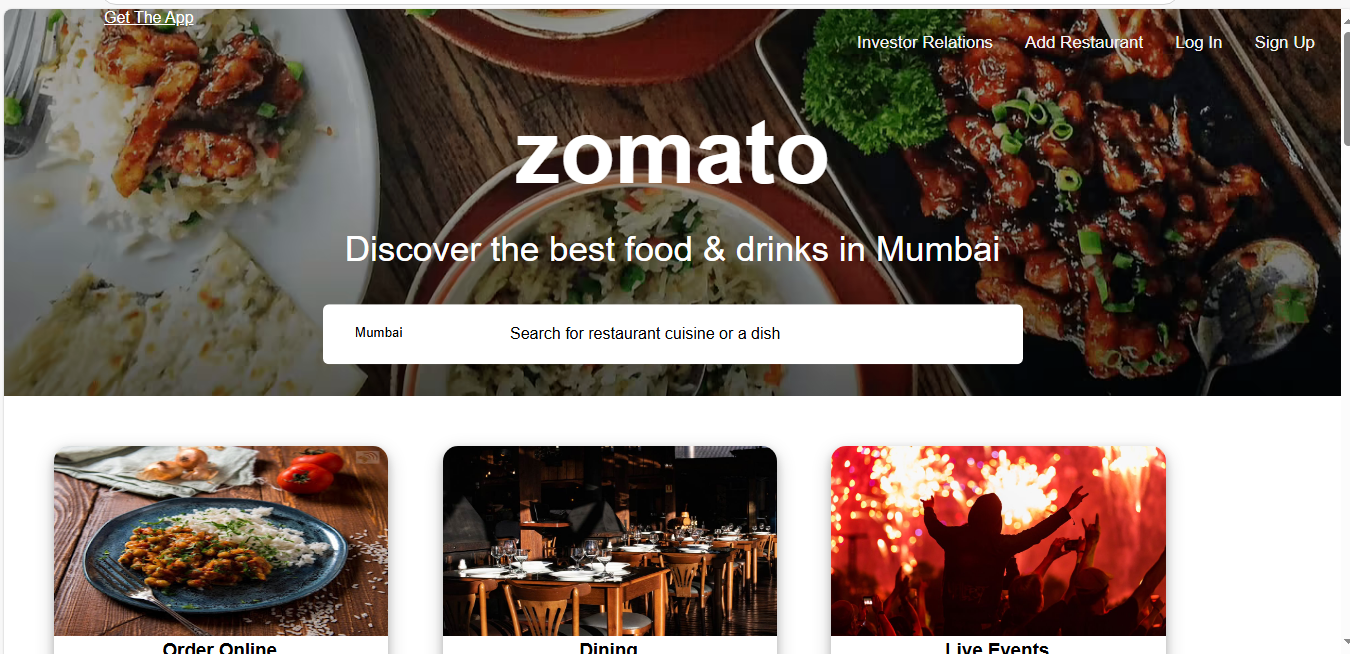 Get The App
Investor Relations Add Restaurant Log In Sign Up
zomato
Discover the best food & drinks in Mumbai
Mumbai Search for restaurant cuisine or a dish
Order Online Dining Live Events